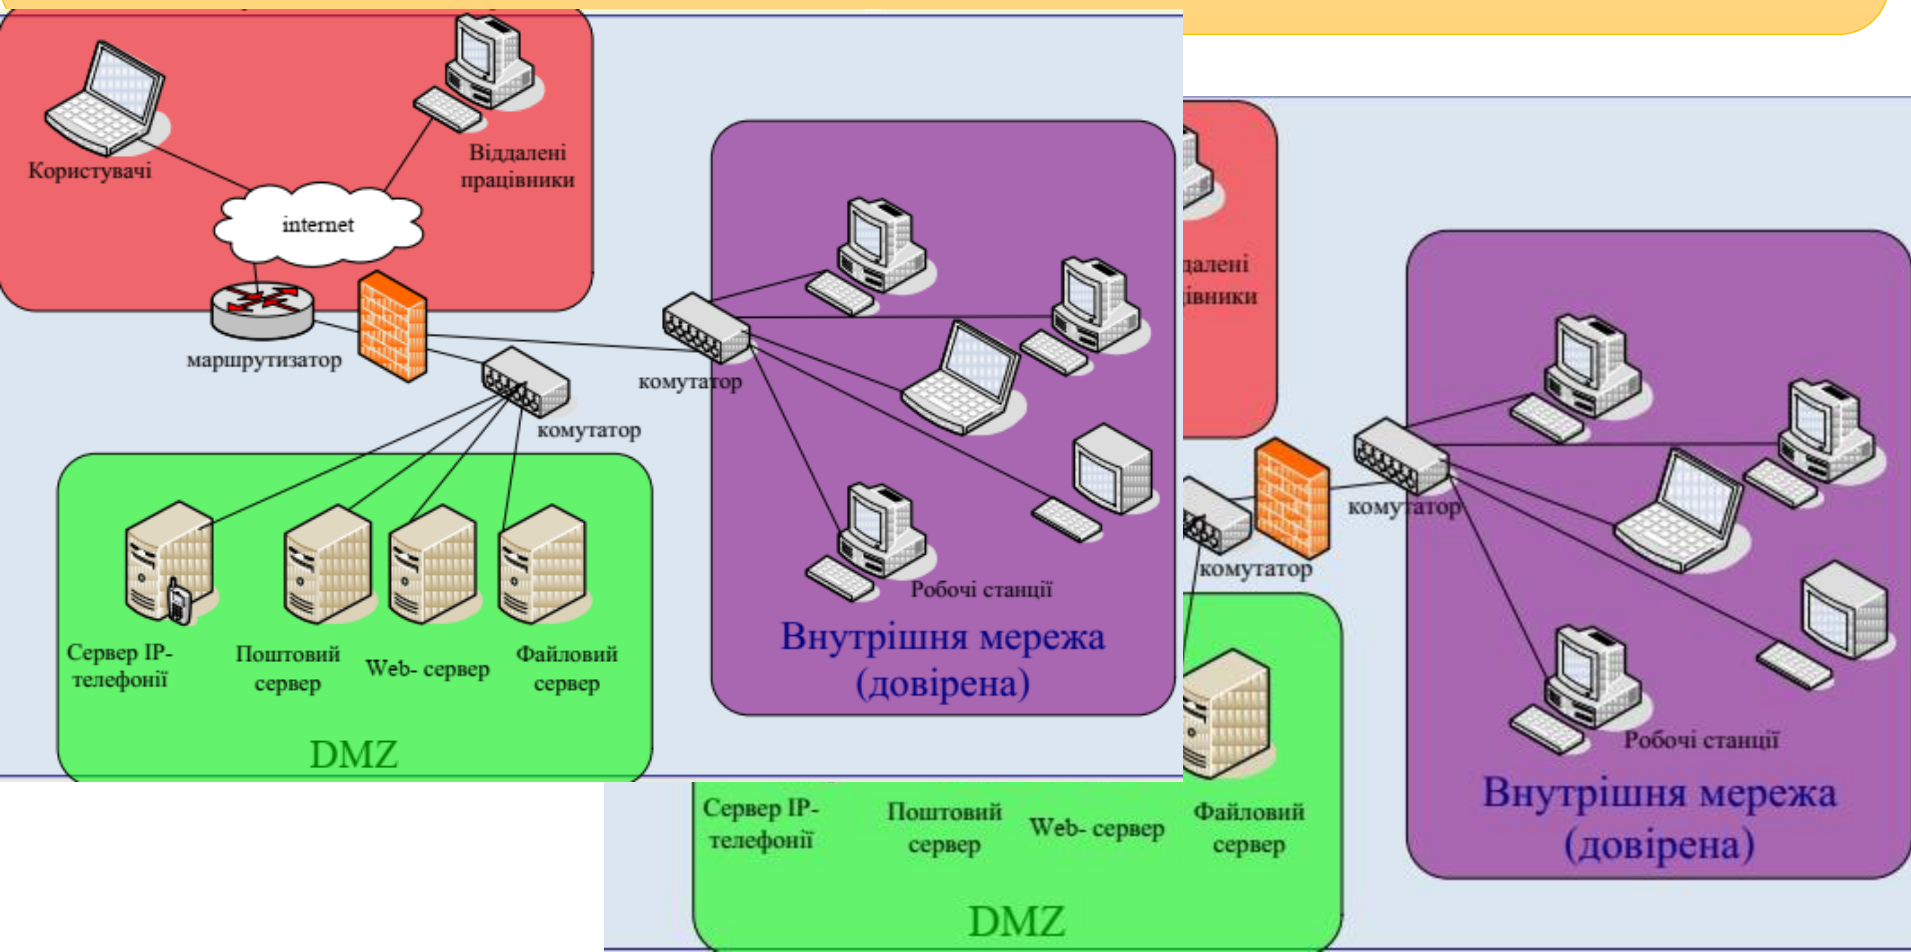 Користувачі
Віддалені
працівники
internet
маршрутизатор
комутатор
комутатор
Сервер IP-
телефонії
Поштовий
сервер
Web- сервер
Файловий
сервер
DMZ
Робочі станції
Внутрішня мережа
(довірена)
далені
івники
комутатор
комутатор
Робочі станції
Внутрішня мережа
(довірена)
Сервер IP-
телефонії
Поштовий
сервер
Web- сервер
Файловий
сервер
DMZ